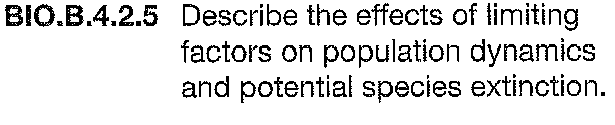 BIO.B.4.2.5 Describe the effects of limiting
factors on population dynamics
and potential species extinction.